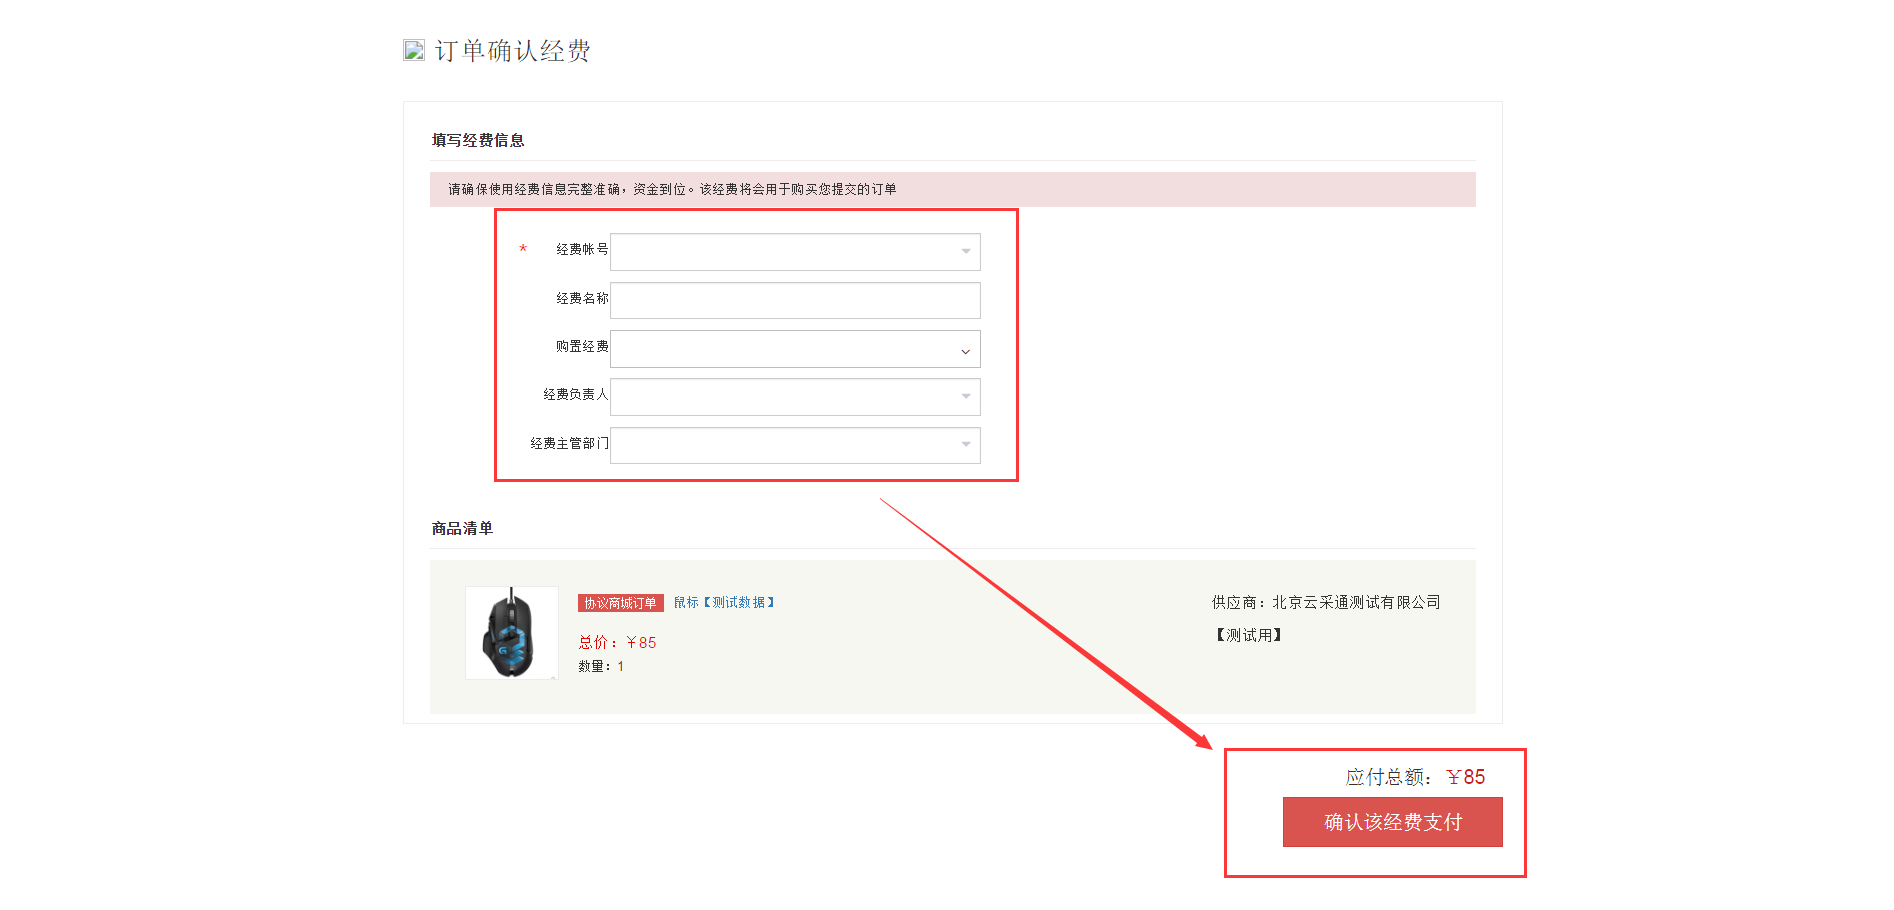 订单确认经费
填写经费信息
请确保使用经费信息完整准确，资金到位。该经费将会用于购买您提交的订单
* 经费帐号
经费名称
购置经费
经费负责人
经费主管部门
商品清单
协议商城订单 鼠标【测试数据】
总价：￥85
数量：1
供应商：北京云采通测试有限公司
【测试用】
应付总额：￥85
确认该经费支付